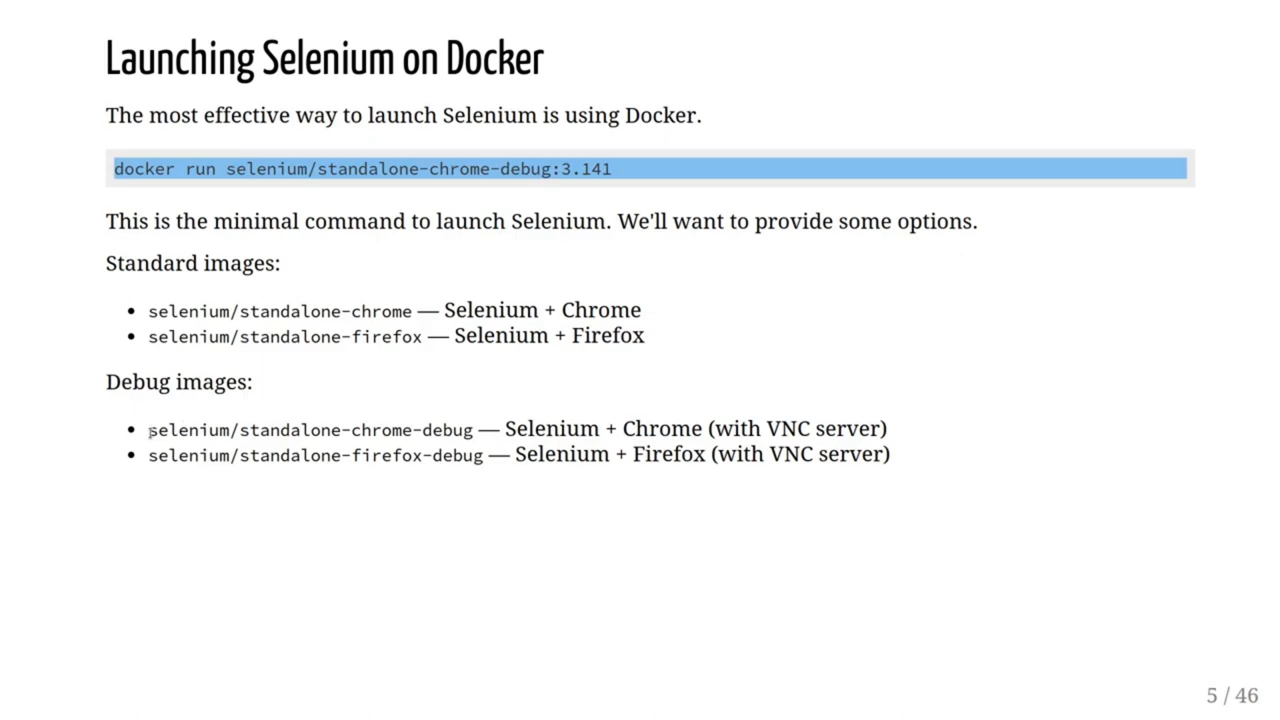 Launching Selenium on Docker
The most effective way to launch Selenium is using Docker.
docker run selenium/standalone-chrome-debug:3.141
This is the minimal command to launch Selenium. We'll want to provide some options.
Standard images:
• selenium/standalone-chrome — Selenium + Chrome
• selenium/standalone-firefox — Selenium + Firefox
Debug images:
• selenium/standalone-chrome-debug — Selenium + Chrome (with VNC server)
• selenium/standalone-firefox-debug — Selenium + Firefox (with VNC server)
5 / 46